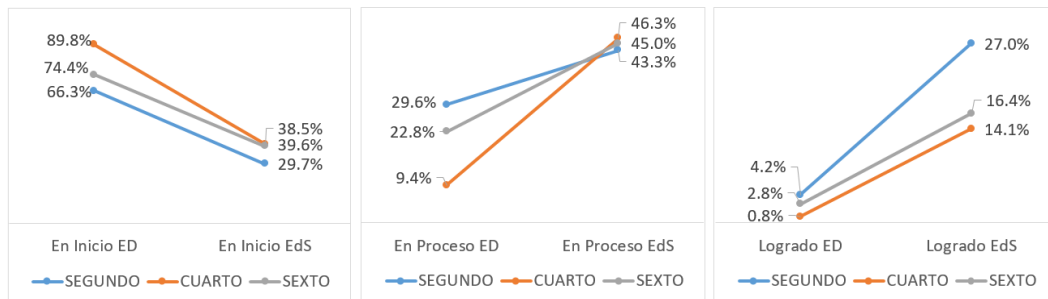 89.8%
74.4%
66.3%
38.5%
39.6%
29.7%
En Inicio ED
En Inicio EdS
SEGUNDO CUARTO SEXTO
46.3%
45.0%
43.3%
29.6%
22.8%
9.4%
En Proceso ED
En Proceso EdS
SEGUNDO CUARTO SEXTO
27.0%
16.4%
14.1%
4.2%
2.8%
0.8%
Logrado ED
Logrado EdS
SEGUNDO CUARTO SEXTO